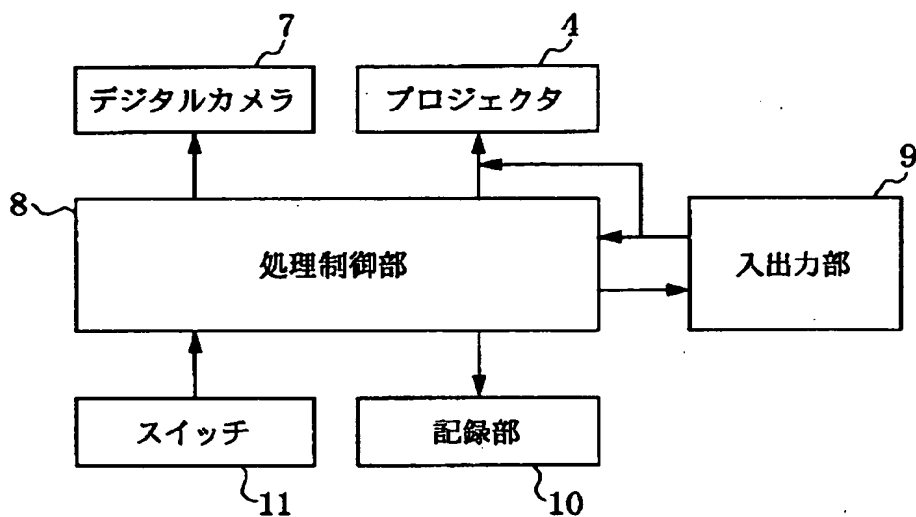 7
4
デジタルカメラ
プロジェクタ
9
8
処理制御部
入出力部
スイッチ
記録部
11
10